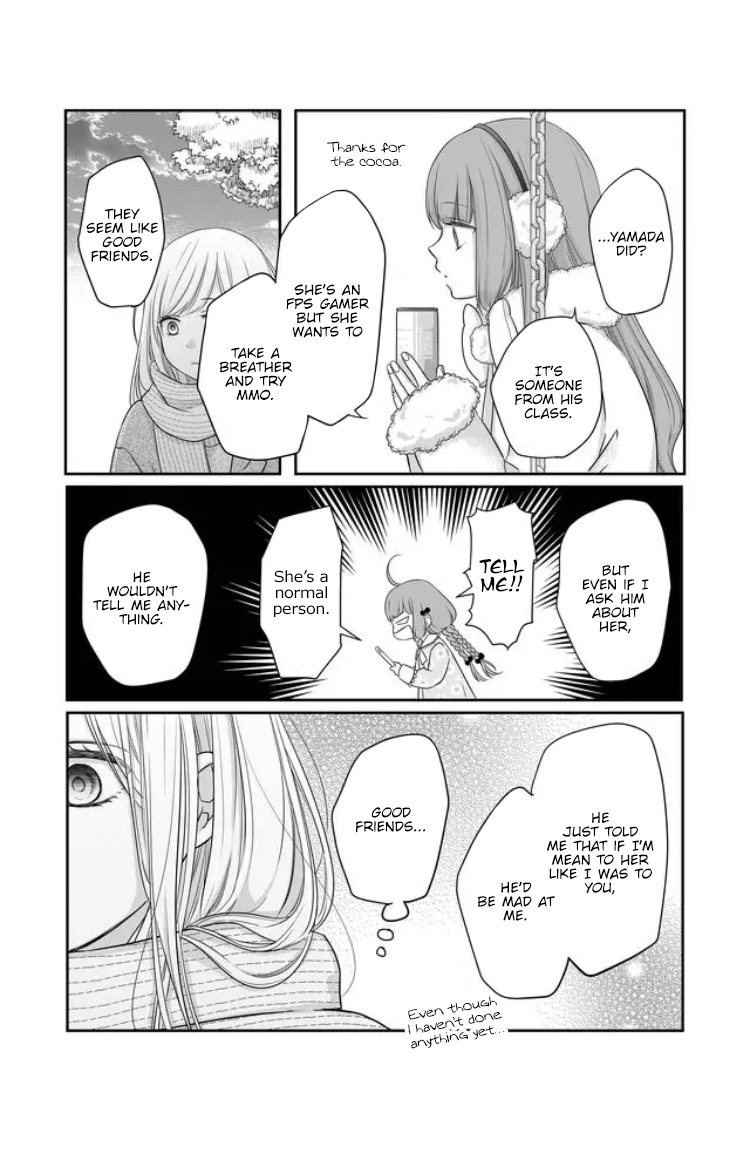 ...YAMADA
DID?
Thanks for
the cocoa.
IT'S
SOMEONE
FROM HIS
CLASS.
SHE'S AN
FPS GAMER
BUT SHE
WANTS TO
TAKE A
BREATHER
AND TRY
MMO.
THEY
SEEM LIKE
GOOD
FRIENDS.
BUT
EVEN IF I
ASK HIM
ABOUT
HER,
TELL
ME!!
She's a
normal
person.
HE
WOULDN'T
TELL ME ANY-
THING.
HE
JUST TOLD
ME THAT IF I'M
MEAN TO HER
LIKE I WAS TO
YOU,
HE'D
BE MAD AT
ME.
Even though
I haven't done
anything yet...
GOOD
FRIENDS...